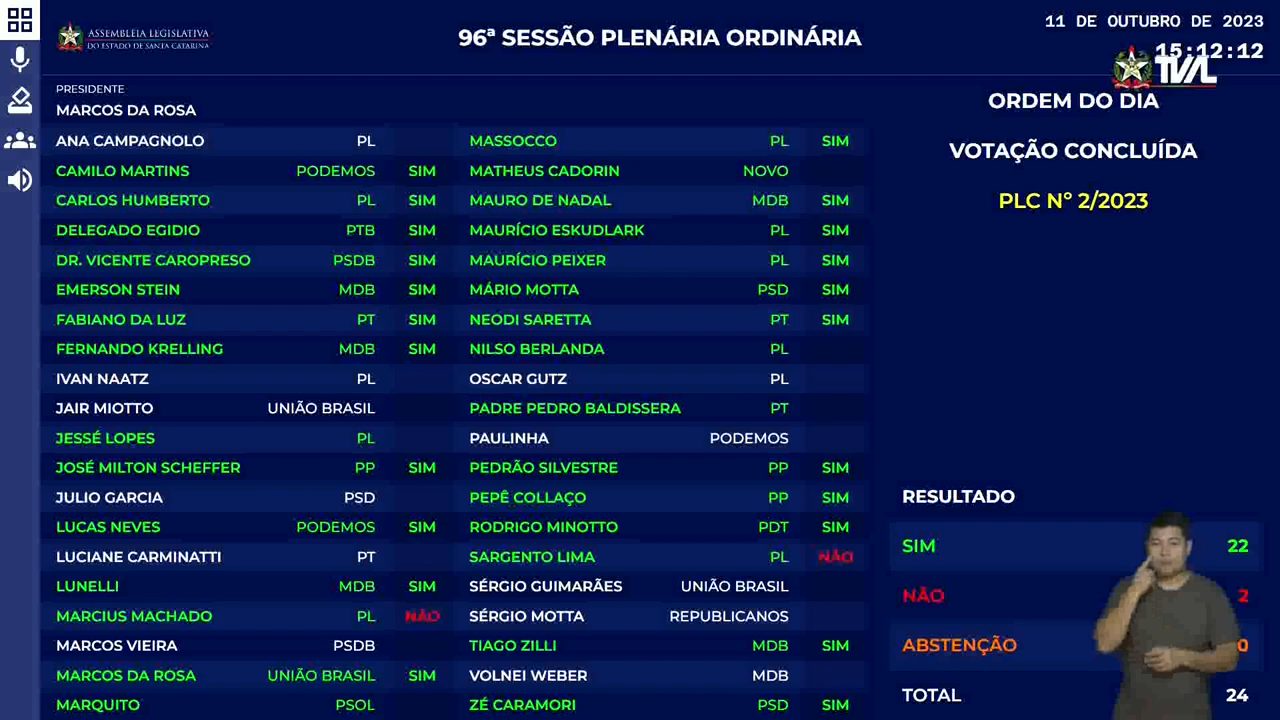 ASSEMBLEIA LEGISLATIVA
DO ESTADO DE SANTA CATARINA
96ª SESSÃO PLENÁRIA ORDINÁRIA
11 DE OUTUBRO DE 2023
15:12:12
TVAL
PRESIDENTE
MARCOS DA ROSA
ANA CAMPAGNOLO PL
CAMILO MARTINS PODEMOS SIM
CARLOS HUMBERTO PL SIM
DELEGADO EGIDIO PTB SIM
DR. VICENTE CAROPRESO PSDB SIM
EMERSON STEIN MDB SIM
FABIANO DA LUZ PT SIM
FERNANDO KRELLING MDB SIM
IVAN NAATZ PL
JAIR MIOTTO UNIÃO BRASIL
JESSÉ LOPES PL
JOSÉ MILTON SCHEFFER PP SIM
JULIO GARCIA PSD
LUCAS NEVES PODEMOS SIM
LUCIANE CARMINATTI PT
LUNELLI MDB SIM
MARCIUS MACHADO PL NÃO
MARCOS VIEIRA PSDB
MARCOS DA ROSA UNIÃO BRASIL SIM
MARQUITO PSOL
MASSOCCO PL SIM
MATHEUS CADORIN NOVO
MAURO DE NADAL MDB SIM
MAURÍCIO ESKUDLARK PL SIM
MAURÍCIO PEIXER PL SIM
MÁRIO MOTTA PSD SIM
NEODI SARETTA PT SIM
NILSO BERLANDA PL
OSCAR GUTZ PL
PADRE PEDRO BALDISSERA PT
PAULINHA PODEMOS
PEDRÃO SILVESTRE PP SIM
PEPÊ COLLAÇO PP SIM
RODRIGO MINOTTO PDT SIM
SARGENTO LIMA PL NÃO
SÉRGIO GUIMARÃES UNIÃO BRASIL
SÉRGIO MOTTA REPUBLICANOS
TIAGO ZILLI MDB SIM
VOLNEI WEBER MDB
ZÉ CARAMORI PSD SIM
ORDEM DO DIA
VOTAÇÃO CONCLUÍDA
PLC Nº 2/2023
RESULTADO
SIM 22
NÃO 2
ABSTENÇÃO 0
TOTAL 24